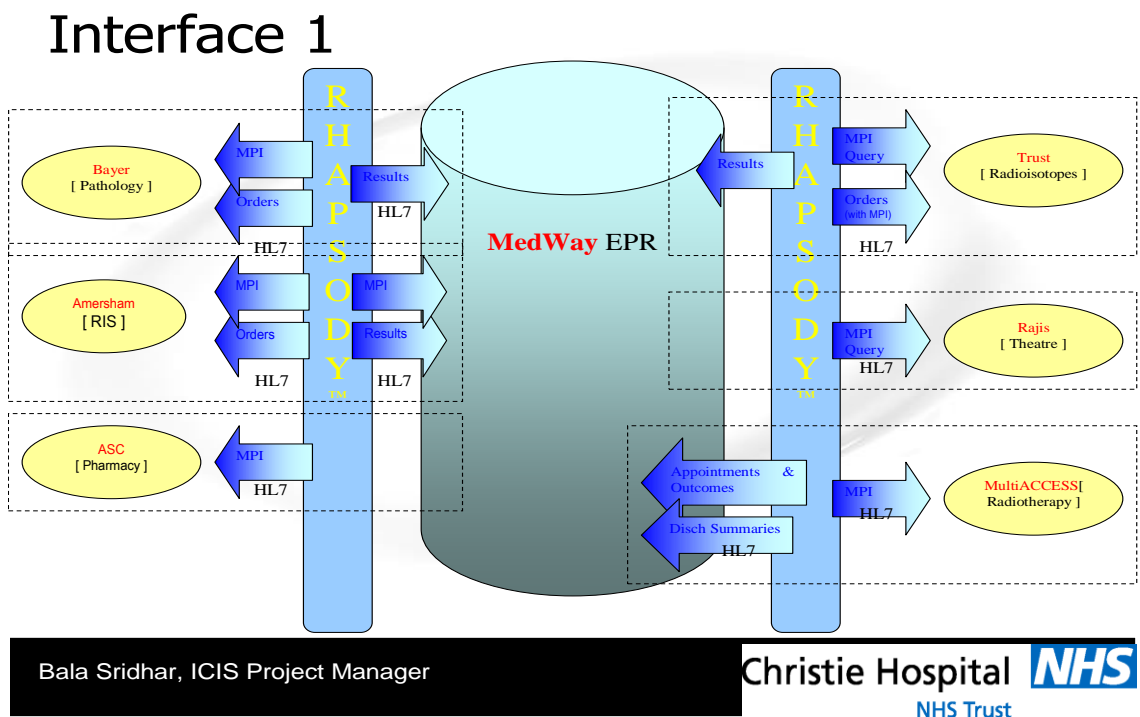 Interface 1
RHAPSODY™
Bayer
[ Pathology ]
MPI
Orders
HL7
Results
HL7
Amersham
[ RIS ]
MPI
Orders
HL7
MPI
Results
HL7
ASC
[ Pharmacy ]
MPI
HL7
MedWay EPR
RHAPSODY™
Results
MPI
Query
Orders
(with MPI)
HL7
Trust
[ Radioisotopes ]
MPI
Query
HL7
Rajis
[ Theatre ]
Appointments &
Outcomes
Disch Summaries
HL7
MPI
HL7
MultiACCESS[
Radiotherapy ]
Bala Sridhar, ICIS Project Manager
Christie Hospital NHS
NHS Trust